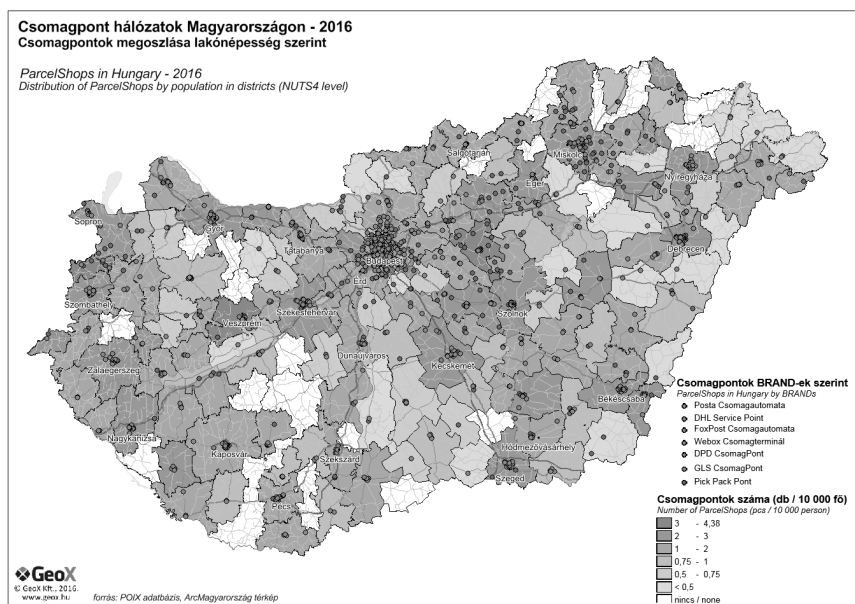 Csomagpont hálózatok Magyarországon - 2016
Csomagpontok megoszlása lakónépesség szerint
ParcelShops in Hungary - 2016
Distribution of ParcelShops by population in districts (NUTS4 level)
Salgótarján
Miskolc
Nyíregyháza
Eger
Sopron
Győr
Tatabánya
Budapest
Debrecen
Érd
Szombathely
Veszprém
Székesfehérvár
Szolnok
Zalaegerszeg
Dunaújváros
Kecskemét
Békéscsaba
Nagykanizsa
Kaposvár
Szekszárd
Hódmezővásárhely
Szeged
Pécs
Csomagpontok BRAND-ek szerint
ParcelShops in Hungary by BRANDs
Posta Csomagautomata
DHL Service Point
FoxPost Csomagautomata
Webox Csomagterminál
DPD CsomagPont
GLS CsomagPont
Pick Pack Pont
Csomagpontok száma (db / 10 000 fő)
Number of ParcelShops (pcs / 10 000 person)
3 - 4,38
2 - 3
1 - 2
0,75 - 1
0,5 - 0,75
< 0,5
nincs / none
GeoX
© GeoX Kft., 2016.
www.geox.hu
forrás: POIX adatbázis, ArcMagyarország térkép